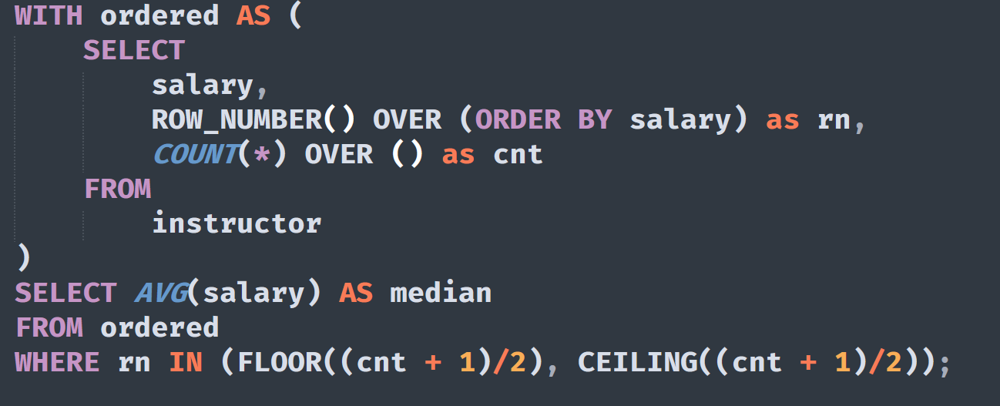 WITH ordered AS (
    SELECT
        salary,
        ROW_NUMBER() OVER (ORDER BY salary) as rn,
        COUNT(*) OVER () as cnt
    FROM
        instructor
)
SELECT AVG(salary) AS median
FROM ordered
WHERE rn IN (FLOOR((cnt + 1)/2), CEILING((cnt + 1)/2));